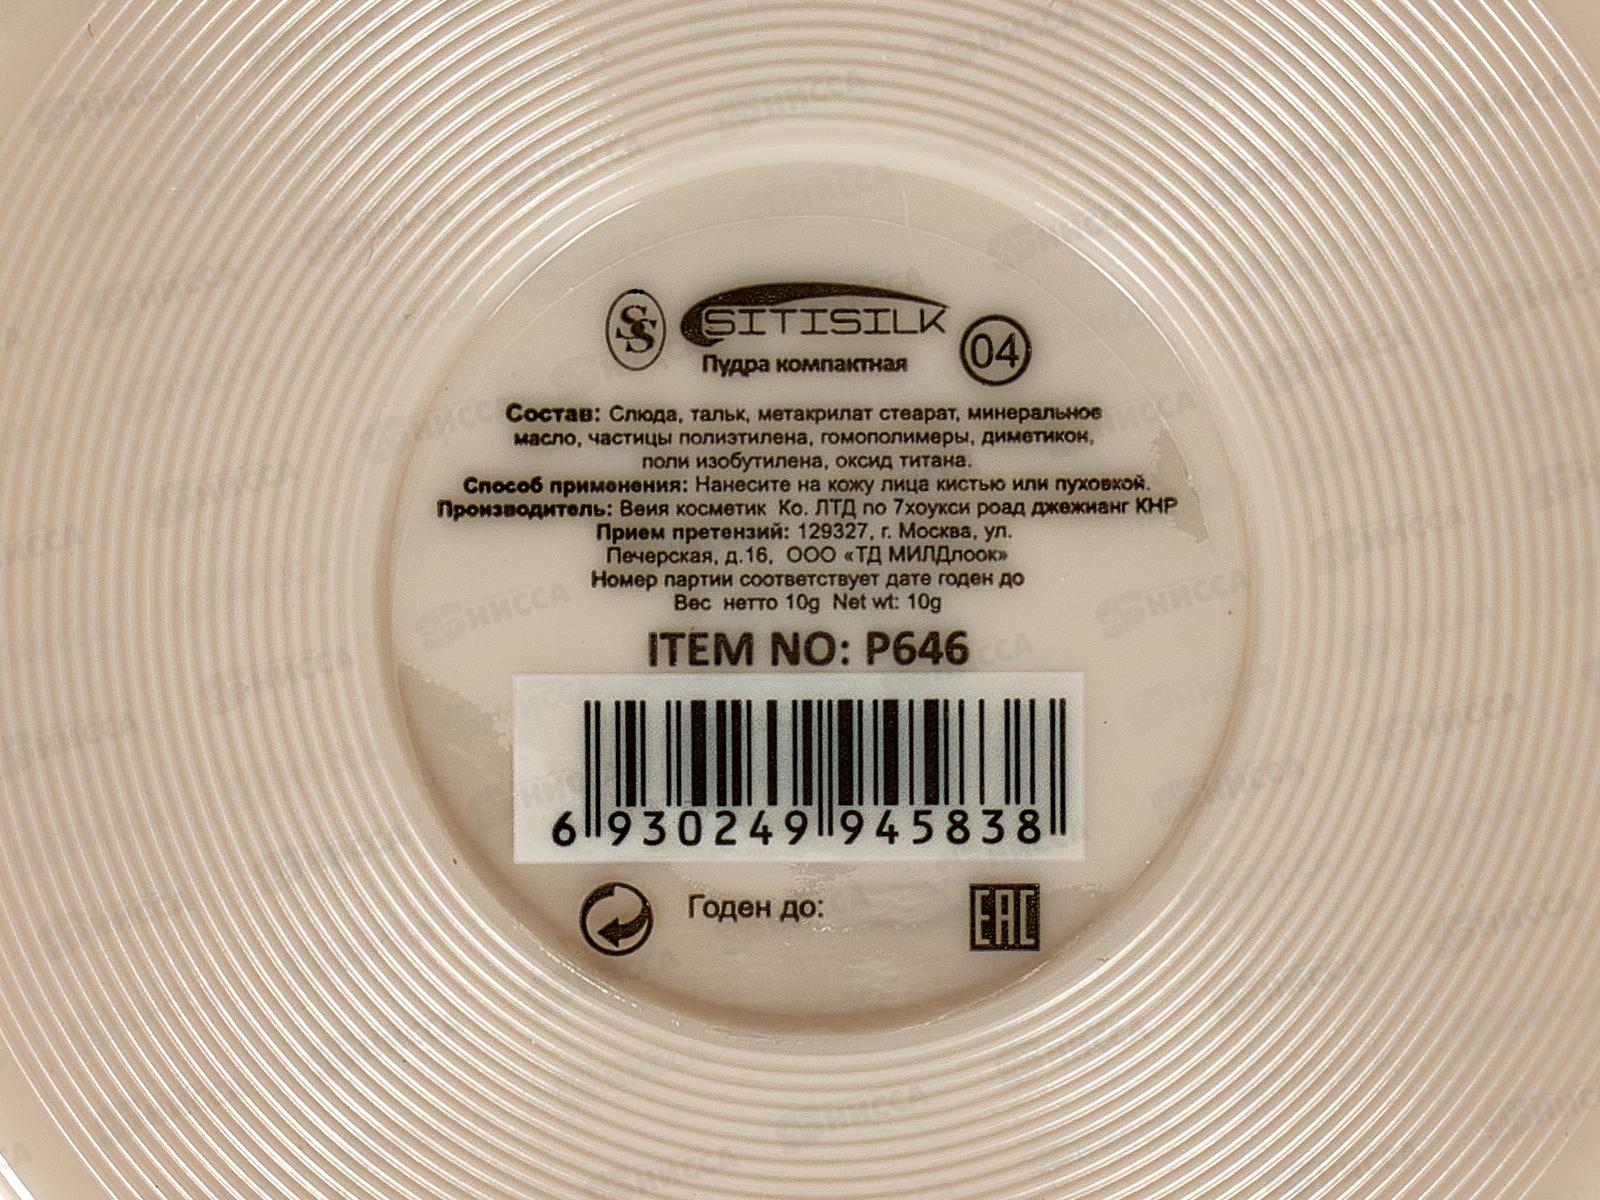 SS SITISILK 04
Пудра компактная
Состав: Слюда, тальк, метакрилат стеарат, минеральное
масло, частицы полиэтилена, гомополимеры, диметикон,
поли изобутилена, оксид титана.
Способ применения: Нанесите на кожу лица кистью или пуховкой.
Производитель: Веия косметик Ко. ЛТД по 7хоукси роад джежианг КНР
Прием претензий: 129327, г. Москва, ул.
Печерская, д.16, ООО «ТД МИЛДлоок»
Номер партии соответствует дате годен до
Вес нетто 10g Net wt: 10g
ITEM NO: P646
6 930249 945838
Годен до:
EAC
НИССА